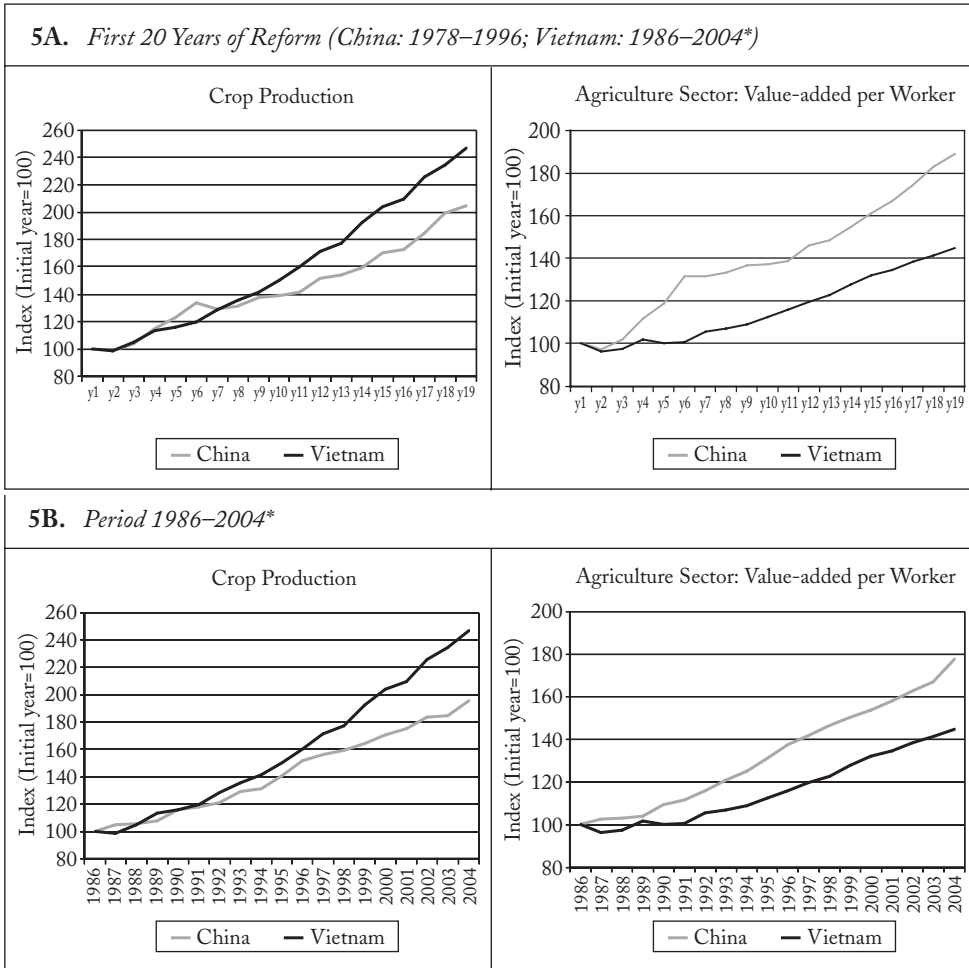 5A. First 20 Years of Reform (China: 1978–1996; Vietnam: 1986–2004*)
Crop Production
Index (Initial year=100)
260
240
220
200
180
160
140
120
100
80
y1 y2 y3 y4 y5 y6 y7 y8 y9 y10 y11 y12 y13 y14 y15 y16 y17 y18 y19
China Vietnam
Agriculture Sector: Value-added per Worker
Index (Initial year=100)
200
180
160
140
120
100
80
y1 y2 y3 y4 y5 y6 y7 y8 y9 y10 y11 y12 y13 y14 y15 y16 y17 y18 y19
China Vietnam
5B. Period 1986–2004*
Crop Production
Index (Initial year=100)
260
240
220
200
180
160
140
120
100
80
1986 1987 1988 1989 1990 1991 1992 1993 1994 1995 1996 1997 1998 1999 2000 2001 2002 2003 2004
China Vietnam
Agriculture Sector: Value-added per Worker
Index (Initial year=100)
200
180
160
140
120
100
80
1986 1987 1988 1989 1990 1991 1992 1993 1994 1995 1996 1997 1998 1999 2000 2001 2002 2003 2004
China Vietnam